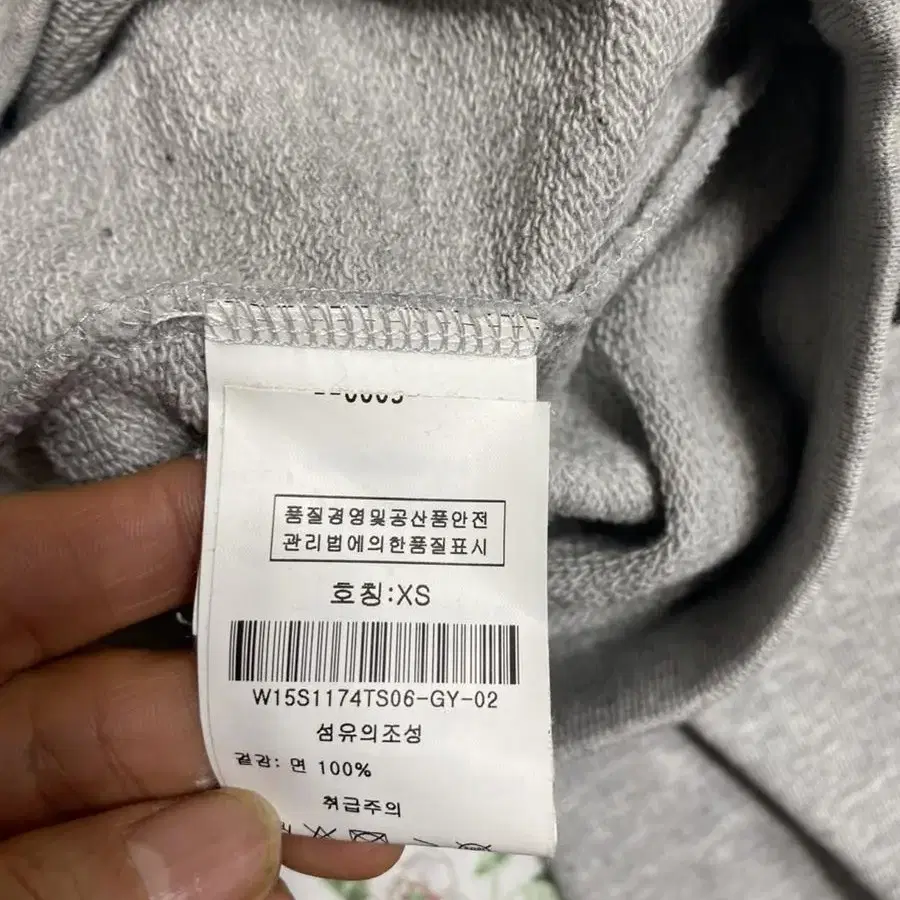 품질경영및공산품안전
관리법에의한품질표시
호칭:XS
W15S1174TS06-GY-02
섬유의조성
겉감: 면 100%
취급주의